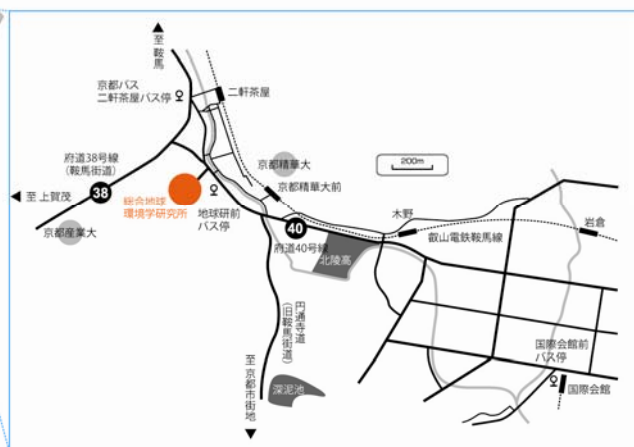 至 鞍馬
京都バス
二軒茶屋バス停
二軒茶屋
府道38号線
(鞍馬街道)
38
至 上賀茂
京都産業大
総合地球
環境学研究所
地球研前
バス停
京都精華大
京都精華大前
200m
40
府道40号線
北陵高
木野
叡山電鉄鞍馬線
岩倉
円通寺道
(旧鞍馬街道)
至 京都市街地
深泥池
国際会館前
バス停
国際会館